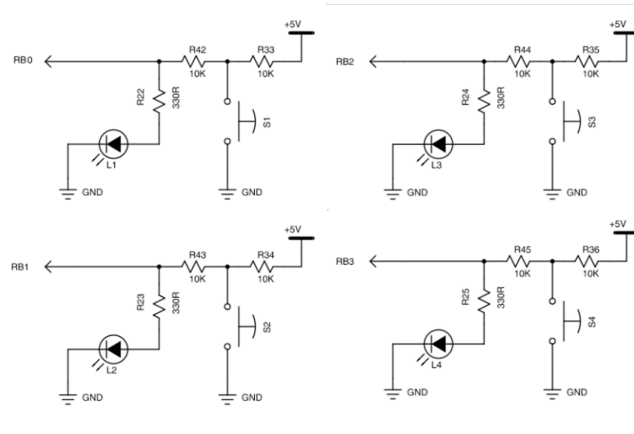 +5V
R42
R33
RB0
10K
10K
R22
330R
S1
L1
GND
GND
+5V
R44
R35
RB2
10K
10K
R24
330R
S3
L3
GND
GND
+5V
R43
R34
RB1
10K
10K
R23
330R
S2
L2
GND
GND
+5V
R45
R36
RB3
10K
10K
R25
330R
S4
L4
GND
GND